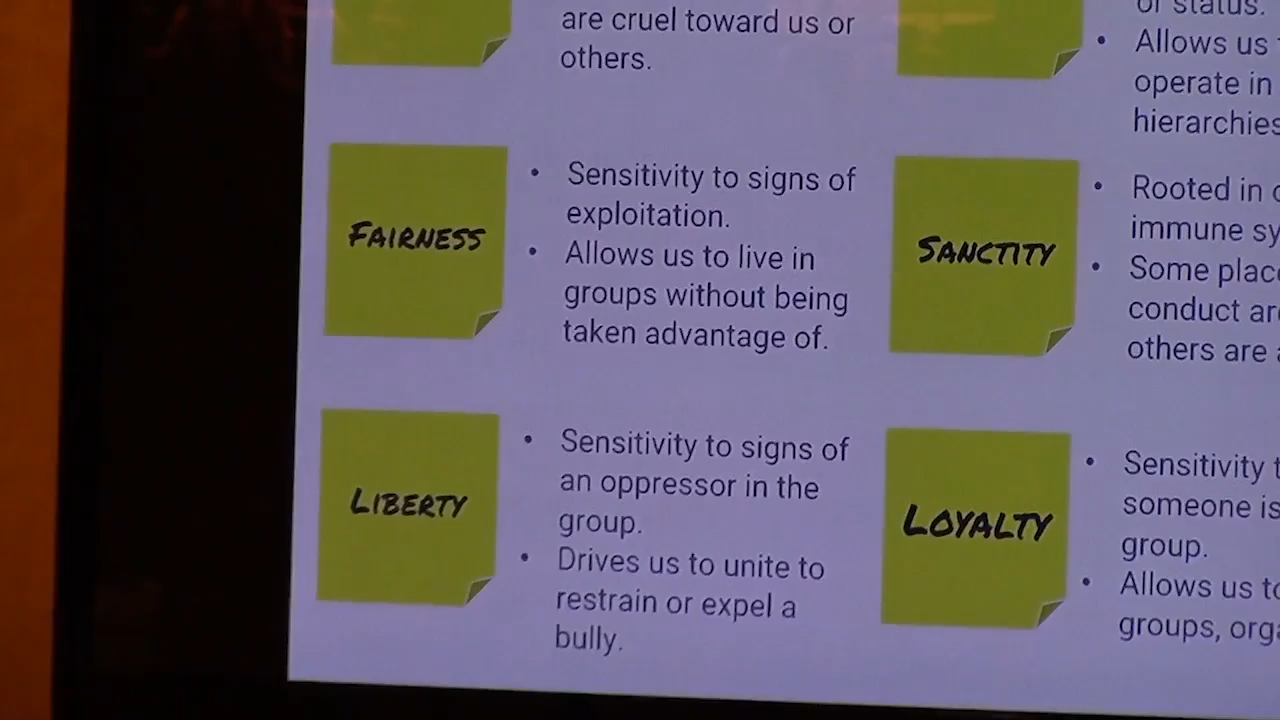 are cruel toward us or
others.
FAIRNESS
• Sensitivity to signs of
exploitation.
• Allows us to live in
groups without being
taken advantage of.
LIBERTY
• Sensitivity to signs of
an oppressor in the
group.
• Drives us to unite to
restrain or expel a
bully.
or status.
• Allows us
operate in
hierarchies
SANCTITY
• Rooted in
immune
• Some
conduct
others are
LOYALTY
• Sensitivity
someone is
group.
• Allows us
groups,